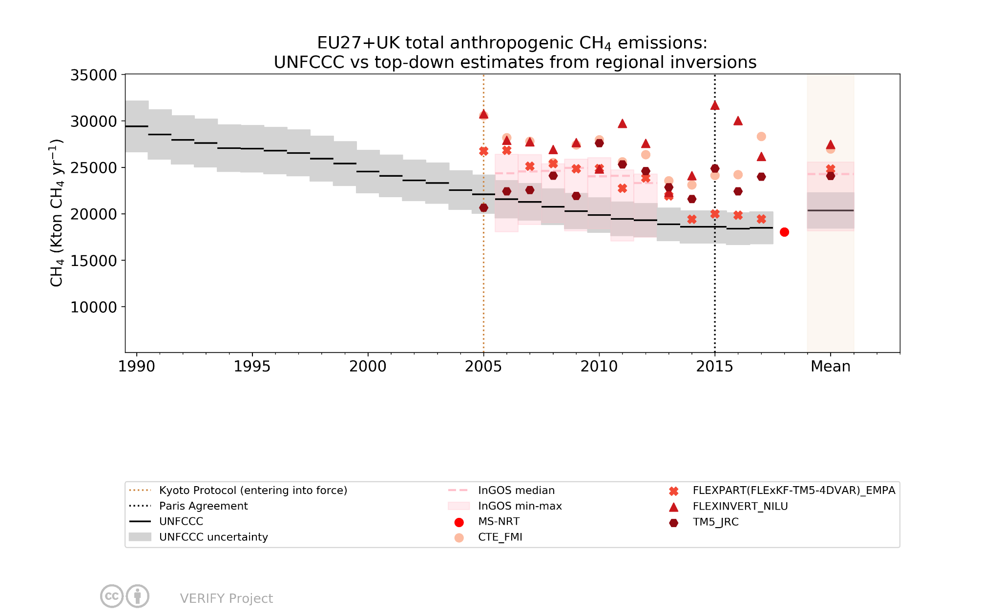 EU27+UK total anthropogenic CH₄ emissions:
UNFCCC vs top-down estimates from regional inversions
CH₄ (Kton CH₄ yr⁻¹)
35000
30000
25000
20000
15000
10000
1990 1995 2000 2005 2010 2015 Mean
Kyoto Protocol (entering into force)
Paris Agreement
UNFCCC
UNFCCC uncertainty
InGOS median
InGOS min-max
MS-NRT
CTE_FMI
FLEXPART(FLExKF-TM5-4DVAR)_EMPA
FLEXINVERT_NILU
TM5_JRC
cc
VERIFY Project